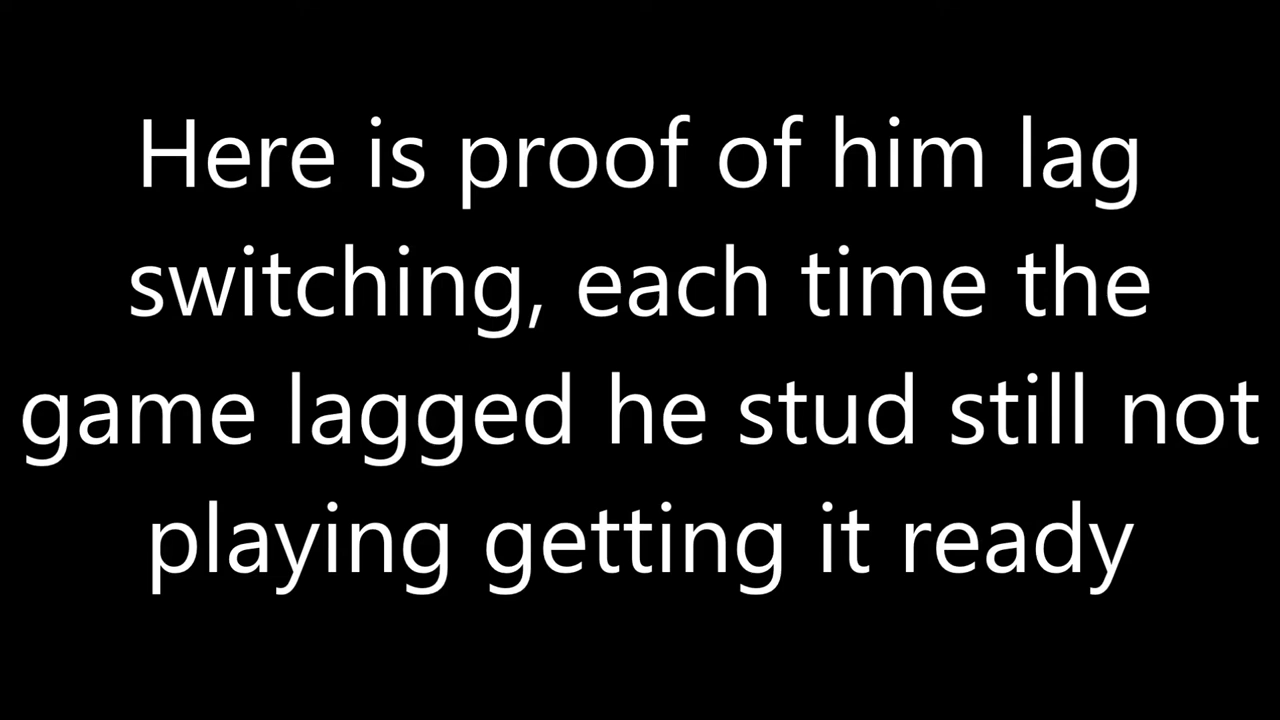 Here is proof of him lag
switching, each time the
game lagged he stud still not
playing getting it ready